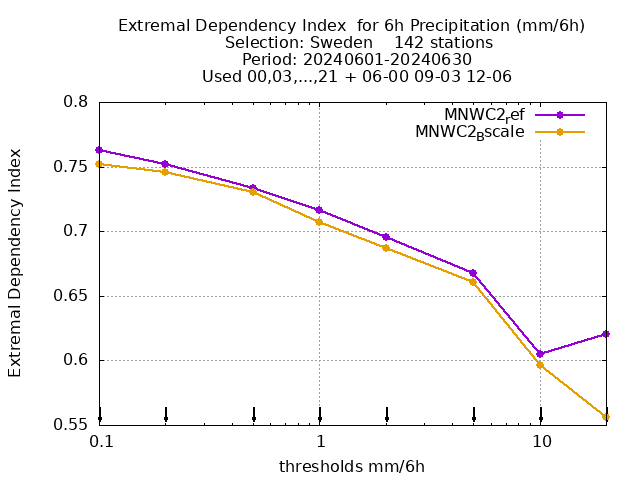 Extremal Dependency Index  for 6h Precipitation (mm/6h)
Selection: Sweden    142 stations
Period: 20240601-20240630
Used 00,03,...,21 + 06-00 09-03 12-06
MNWC2ref
MNWC2Bscale
0.8
0.75
0.7
0.65
0.6
0.55
Extremal Dependency Index
0.1 1 10
thresholds mm/6h